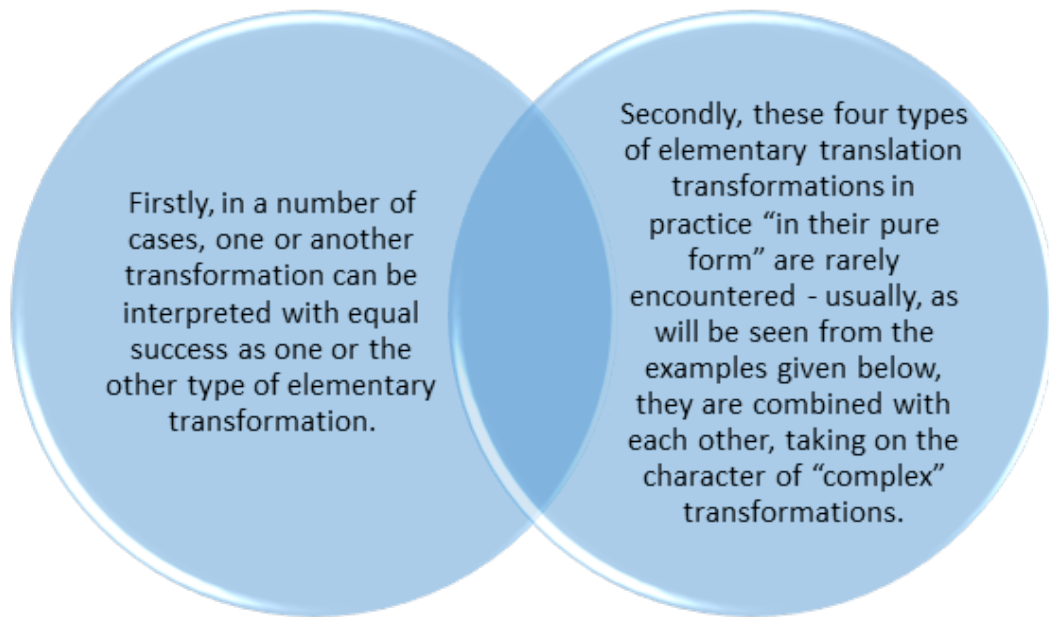 Firstly, in a number of
cases, one or another
transformation can be
interpreted with equal
success as one or the
other type of elementary
transformation.
Secondly, these four types
of elementary translation
transformations in
practice “in their pure
form” are rarely
encountered - usually, as
will be seen from the
examples given below,
they are combined with
each other, taking on the
character of “complex”
transformations.